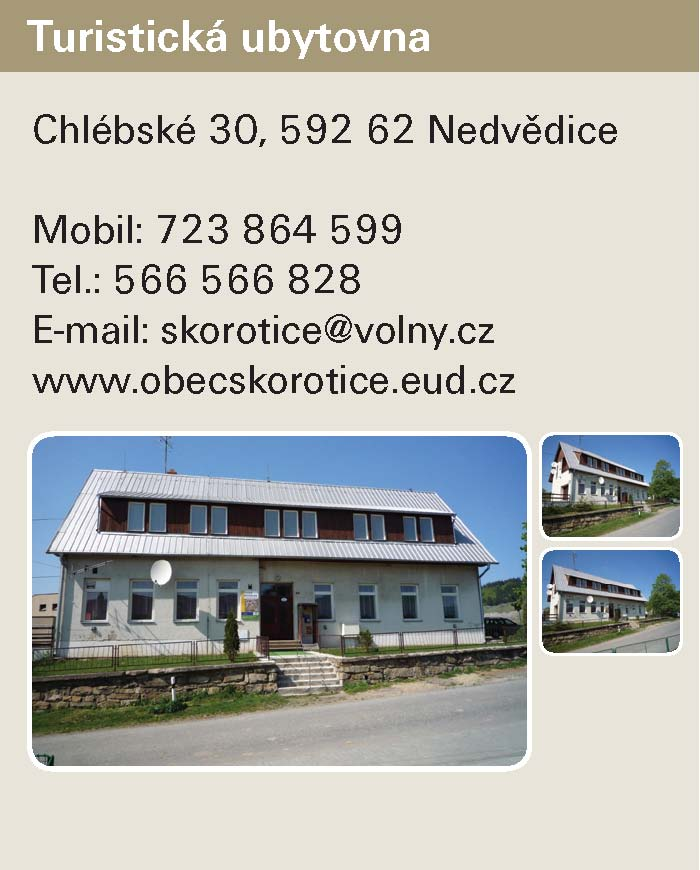 Turistická ubytovna
Chlébské 30, 592 62 Nedvědice
Mobil: 723 864 599
Tel.: 566 566 828
E-mail: skorotice@volny.cz
www.obecskorotice.eud.cz